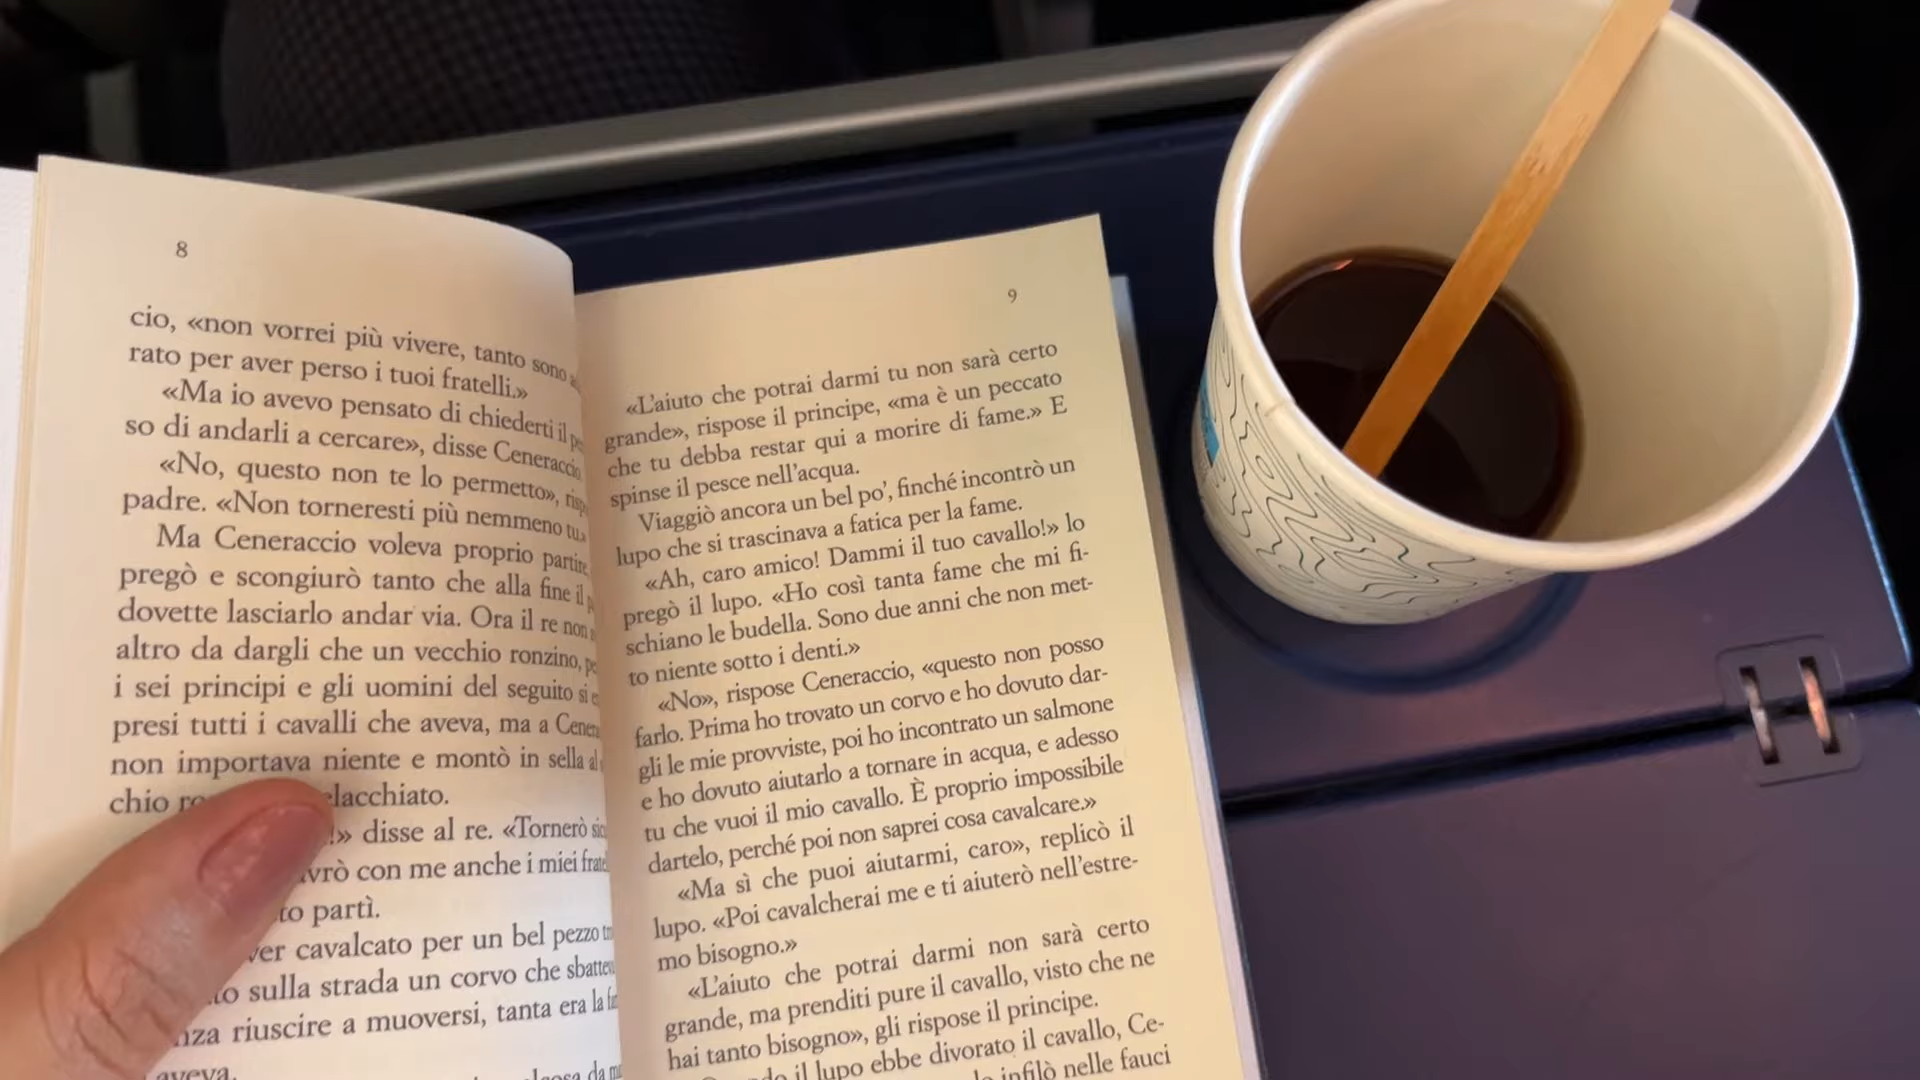 8
cio, «non vorrei più vivere, tanto sono
rato per aver perso i tuoi fratelli.»
«Ma io avevo pensato di chiederti il
so di andarli a cercare», disse Ceneraccio
«No, questo non te lo permetto»,
padre. «Non torneresti più nemmeno tu.»
Ma Ceneraccio voleva proprio partire,
pregò e scongiurò tanto che alla fine il
dovette lasciarlo andar via. Ora il re non
altro da dargli che un vecchio ronzino,
i sei principi e gli uomini del seguito si
presi tutti i cavalli che aveva, ma a
non importava niente e montò in sella
chio
disse al re. «Tornerò
con me anche i miei
partì.
cavalcato per un bel pezzo
sulla strada un corvo che
riuscire a muoversi, tanta era la
aveva.
9
«L'aiuto che potrai darmi tu non sarà certo
grande», rispose il principe, «ma è un peccato
che tu debba restar qui a morire di fame.» E
spinse il pesce nell'acqua.
Viaggiò ancora un bel po', finché incontrò un
lupo che si trascinava a fatica per la fame.
«Ah, caro amico! Dammi il tuo cavallo!» lo
pregò il lupo. «Ho così tanta fame che mi fi-
schiano le budella. Sono due anni che non met-
to niente sotto i denti.»
«No», rispose Ceneraccio, «questo non posso
farlo. Prima ho trovato un corvo e ho dovuto dar-
gli le mie provviste, poi ho incontrato un salmone
e ho dovuto aiutarlo a tornare in acqua, e adesso
tu che vuoi il mio cavallo. È proprio impossibile
dartelo, perché poi non saprei cosa cavalcare.»
«Ma sì che puoi aiutarmi, caro», replicò il
lupo. «Poi cavalcherai me e ti aiuterò nell'estre-
mo bisogno.»
«L'aiuto che potrai darmi non sarà certo
grande, ma prenditi pure il cavallo, visto che ne
hai tanto bisogno», gli rispose il principe.
il lupo ebbe divorato il cavallo, Ce-
infilò nelle fauci